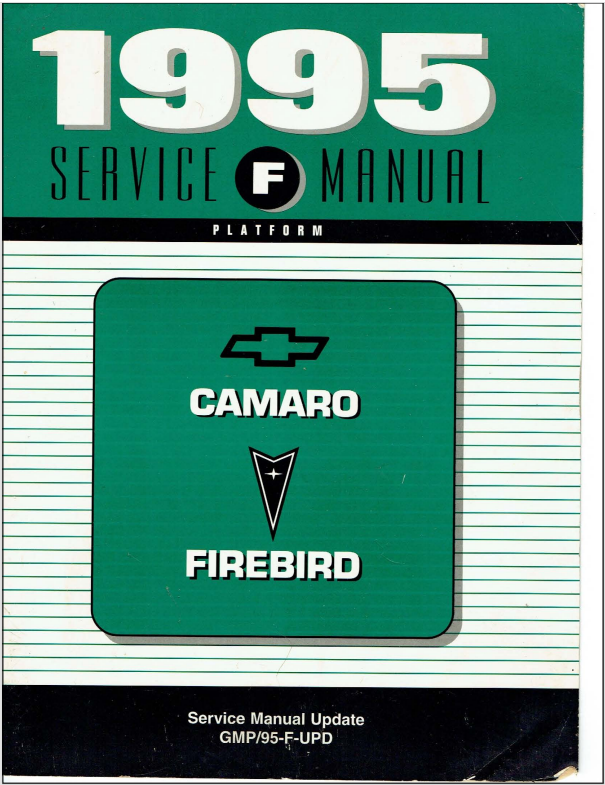 1995
SERVICE F MANUAL
PLATFORM
CAMARO
FIREBIRD
Service Manual Update
GMP/95-F-UPD